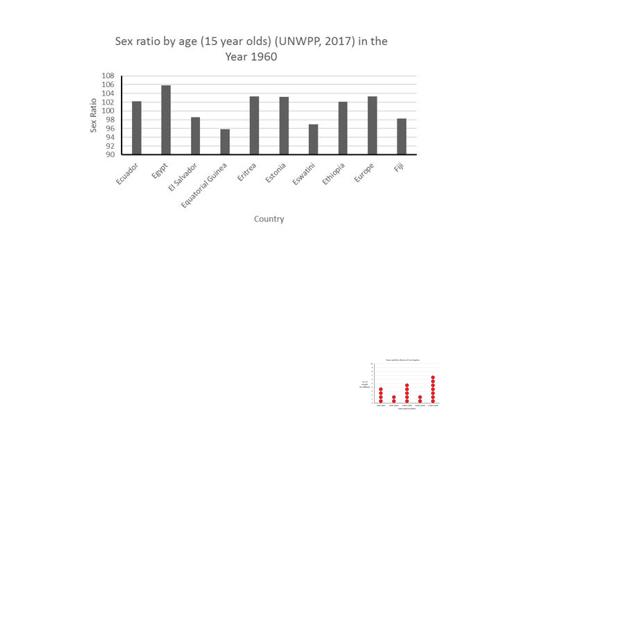 Sex ratio by age (15 year olds) (UNWPP, 2017) in the
Year 1960
108
106
104
102
100
98
96
94
92
90
Sex Ratio
Ecuador
Egypt
El Salvador
Equatorial Guinea
Eritrea
Estonia
Eswatini
Ethiopia
Europe
Fiji
Country